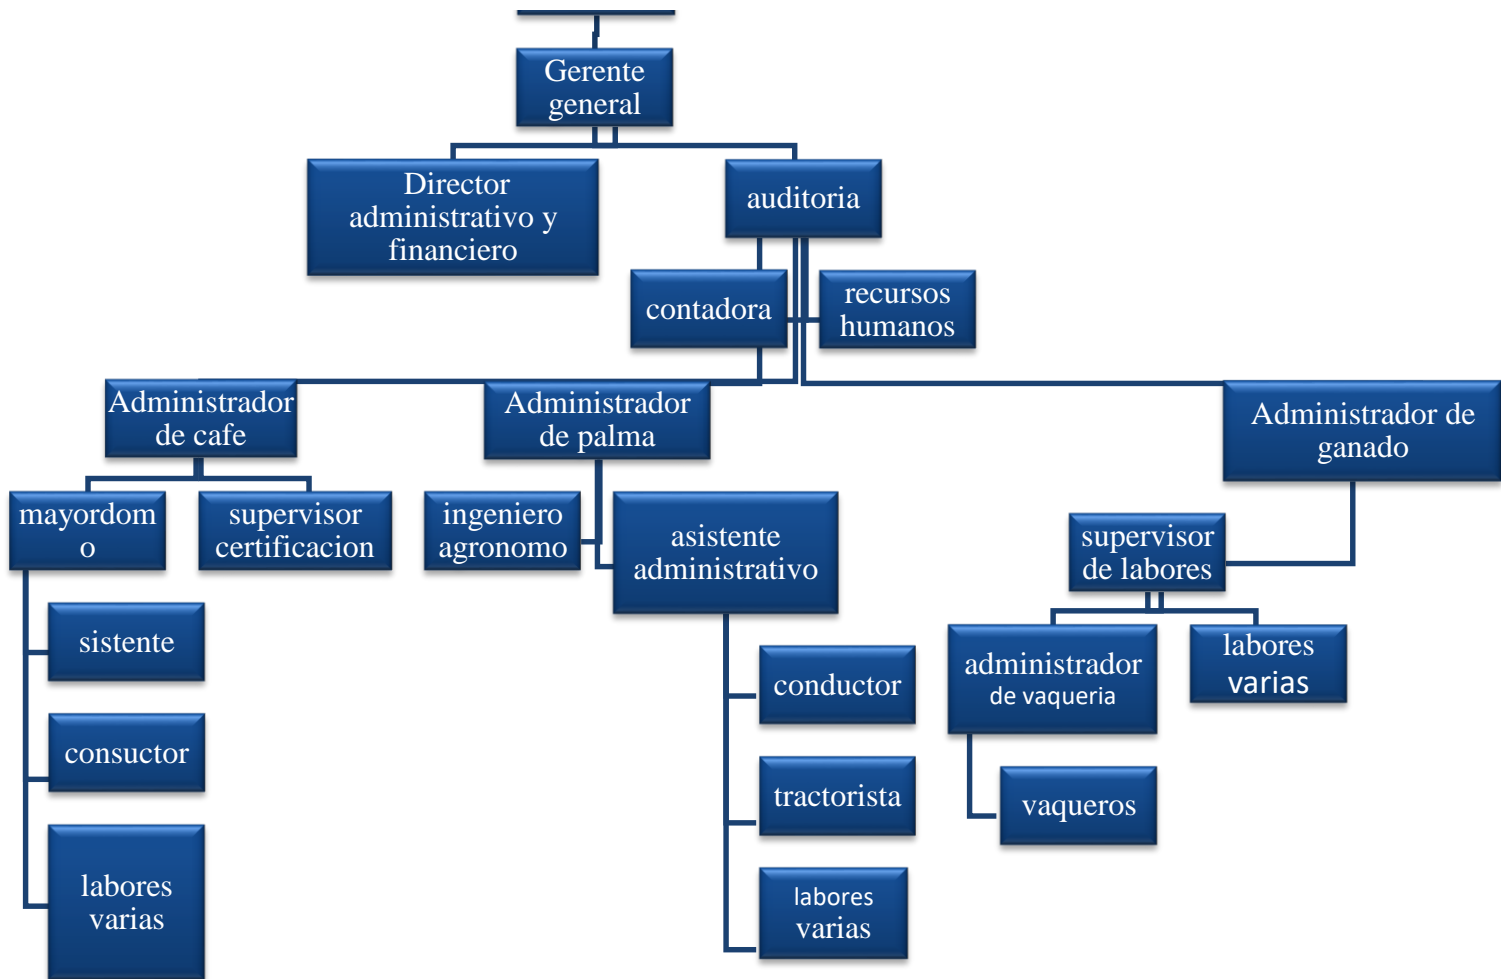 Gerente
general
Director
administrativo y
financiero
auditoria
contadora
recursos
humanos
Administrador
de cafe
Administrador
de palma
Administrador de
ganado
mayordom
o
supervisor
certificacion
ingeniero
agronomo
asistente
administrativo
supervisor
de labores
sistente
consuctor
labores
varias
conductor
tractorista
labores
varias
administrador
de vaqueria
labores
varias
vaqueros